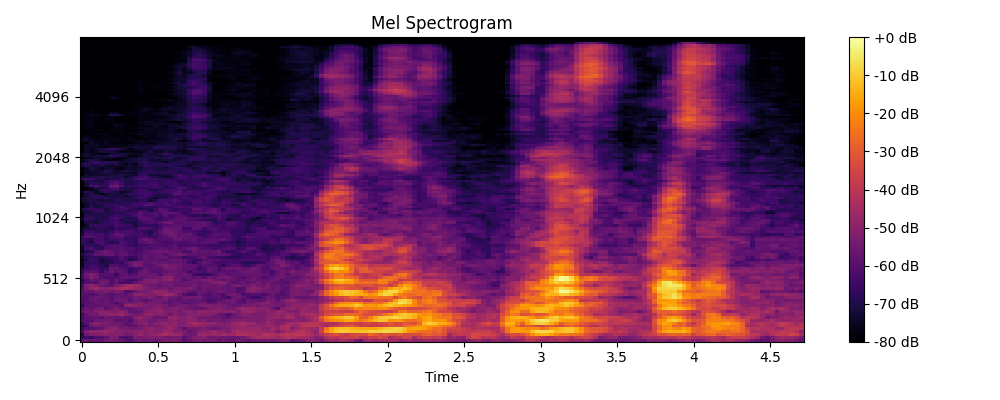 Mel Spectrogram
+0 dB
-10 dB
-20 dB
-30 dB
-40 dB
-50 dB
-60 dB
-70 dB
-80 dB
4096
2048
1024
512
0
Hz
0 0.5 1 1.5 2 2.5 3 3.5 4 4.5
Time